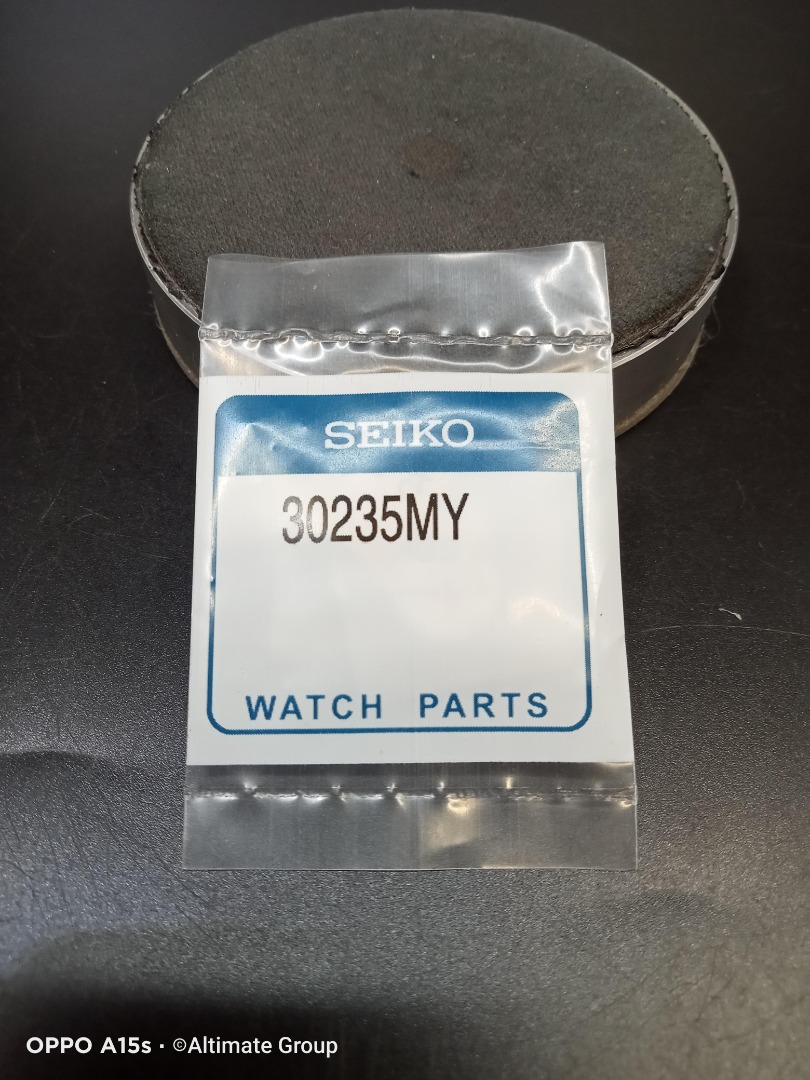 SEIKO
30235MY
WATCH PARTS
OPPO A15s · ©Altimate Group